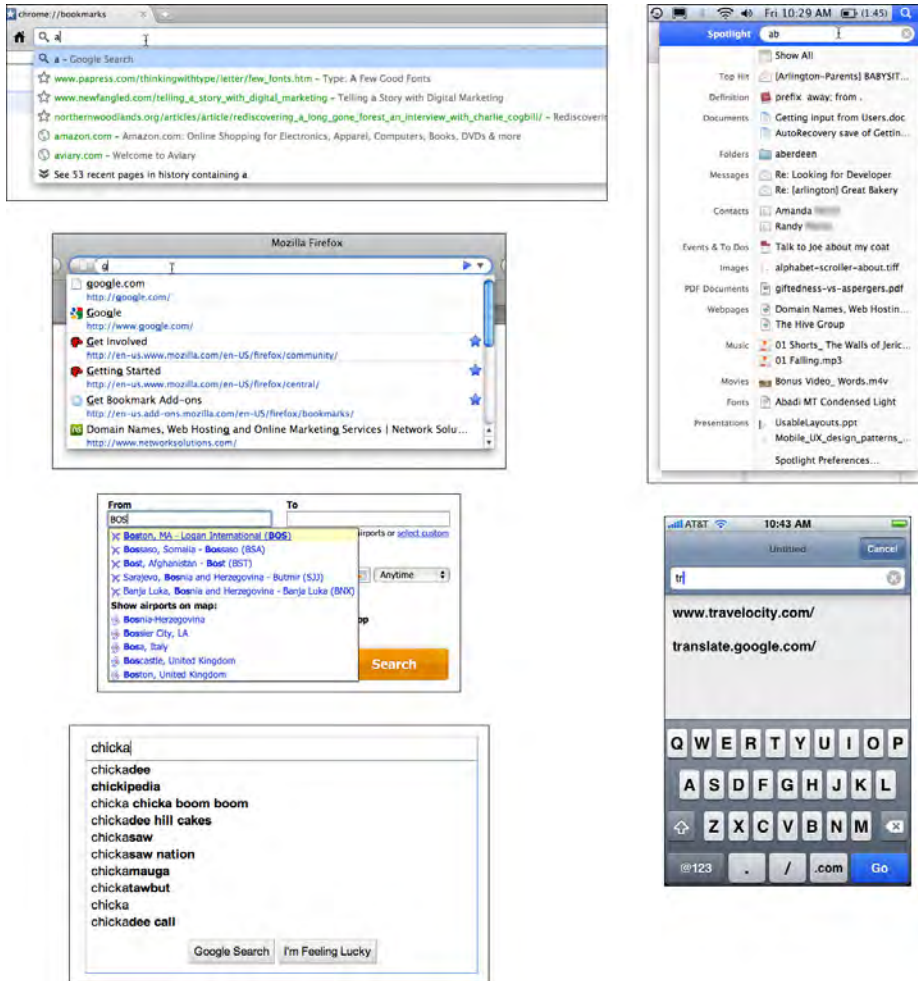 chrome://bookmarks
a
a - Google Search
www.papress.com/thinkingwithtype/letter/few_fonts.htm - Type: A Few Good Fonts
www.newfangled.com/telling_a_story_with_digital_marketing - Telling a Story with Digital Marketing
northernwoodlands.org/articles/article/rediscovering_a_long_gone_forest_an_interview_with_charlie_cogbill/ - Rediscoverin
amazon.com - Amazon.com: Online Shopping for Electronics, Apparel, Computers, Books, DVDs & more
aviary.com - Welcome to Aviary
See 53 recent pages in history containing a
Mozilla Firefox
g
google.com
http://google.com/
Google
http://www.google.com/
Get Involved
http://en-us.www.mozilla.com/en-US/firefox/community/
Getting Started
http://en-us.www.mozilla.com/en-US/firefox/central/
Get Bookmark Add-ons
http://en-us.add-ons.mozilla.com/en-US/firefox/bookmarks/
Domain Names, Web Hosting and Online Marketing Services | Network Solu...
http://www.networksolutions.com/
From To
BOS
Boston, MA - Logan International (BOS)
irports or select custom
Bossaso, Somalia - Bossaso (BSA)
Bost, Afghanistan - Bost (BST)
Sarajevo, Bosnia and Herzegovina - Butmir (SJJ)
Anytime
Banja Luka, Bosnia and Herzegovina - Banja Luka (BNX)
Show airports on map:
Bosnia-Herzegovina
op
Bossier City, LA
Bosa, Italy
Boscastle, United Kingdom
Boston, United Kingdom
Search
chicka
chickadee
chickipedia
chicka chicka boom boom
chickadee hill cakes
chickasaw
chickasaw nation
chickamauga
chickatawbut
chicka
chickadee call
Google Search I'm Feeling Lucky
Fri 10:29 AM (1:45)
Spotlight ab
Show All
Top Hit [Arlington-Parents] BABYSIT...
Definition prefix away; from .
Documents Getting input from Users.doc
AutoRecovery save of Gettin...
Folders aberdeen
Messages Re: Looking for Developer
Re: [arlington] Great Bakery
Contacts Amanda
Randy
Events & To Dos Talk to Joe about my coat
Images alphabet-scroller-about.tiff
PDF Documents giftedness-vs-aspergers.pdf
Webpages Domain Names, Web Hostin...
The Hive Group
Music 01 Shorts_ The Walls of Jeric...
01 Falling.mp3
Movies Bonus Video_ Words.m4v
Fonts Abadi MT Condensed Light
Presentations UsableLayouts.ppt
Mobile_UX_design_patterns_...
Spotlight Preferences...
AT&T 10:43 AM
Untitled Cancel
tr
www.travelocity.com/
translate.google.com/
Q W E R T Y U I O P
A S D F G H J K L
Z X C V B N M
@123 . / .com Go